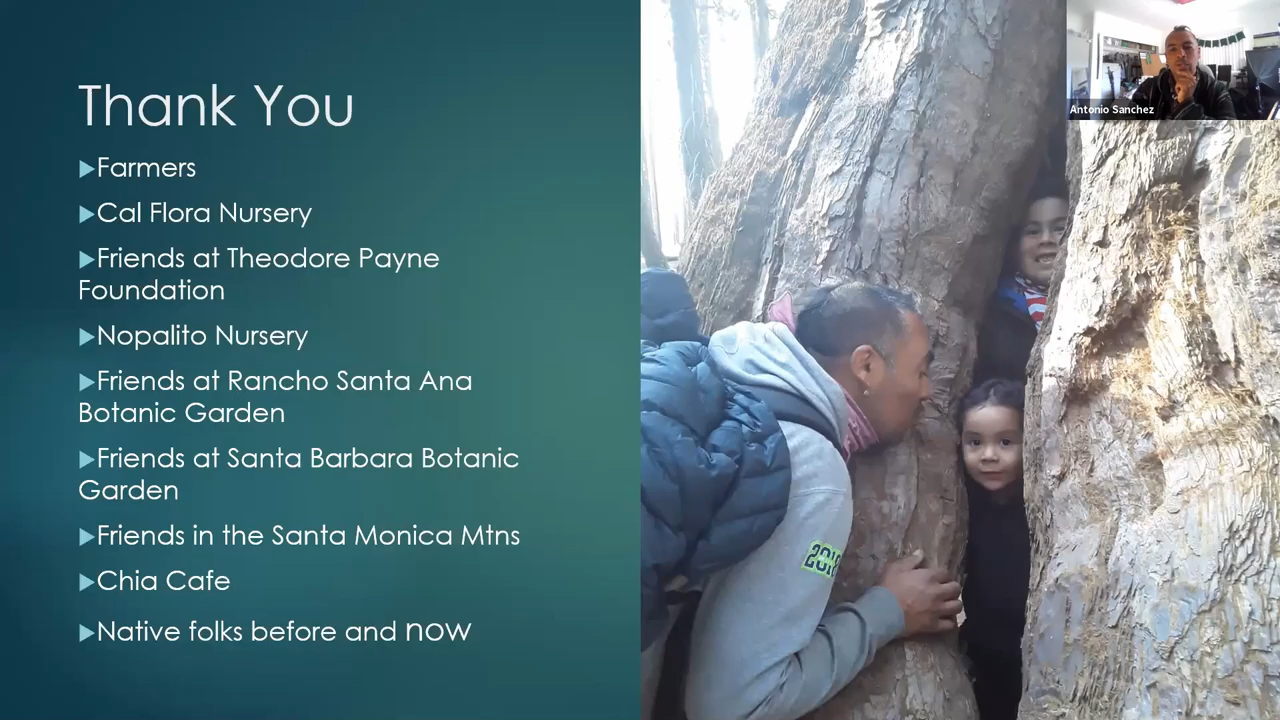 Thank You
Farmers
Cal Flora Nursery
Friends at Theodore Payne
Foundation
Nopalito Nursery
Friends at Rancho Santa Ana
Botanic Garden
Friends at Santa Barbara Botanic
Garden
Friends in the Santa Monica Mtns
Chia Cafe
Native folks before and now
Antonio Sanchez
2018